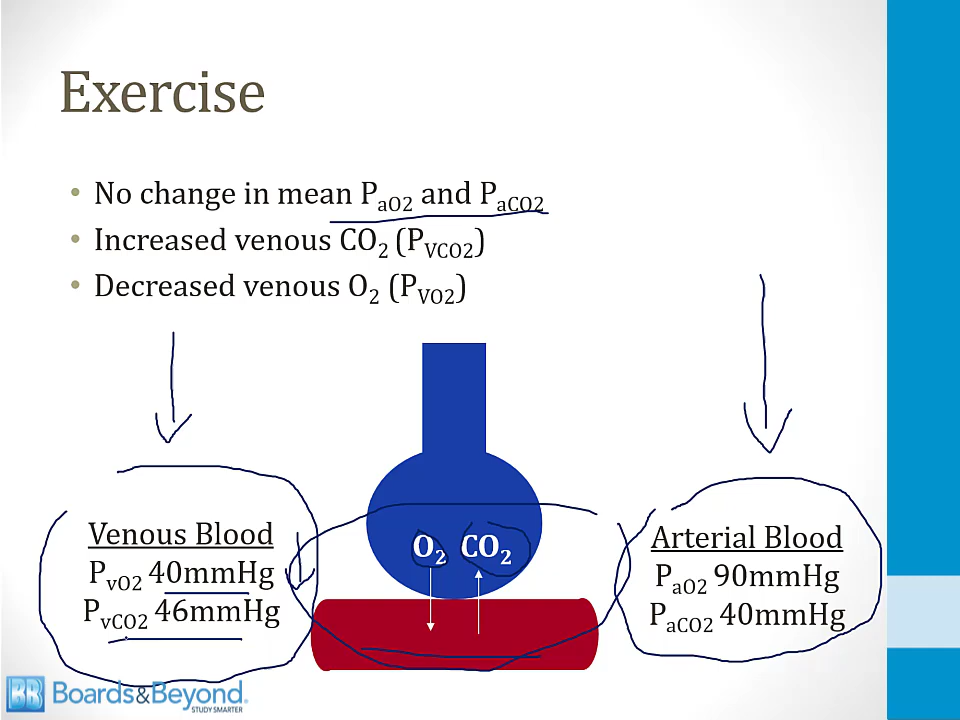 Exercise
• No change in mean PaO2 and PaCO2
• Increased venous CO2 (PVCO2)
• Decreased venous O2 (PVO2)
O2 CO2
Venous Blood
PvO2 40mmHg
PvCO2 46mmHg
Arterial Blood
PaO2 90mmHg
PaCO2 40mmHg
BB Boards&Beyond.
STUDY SMARTER